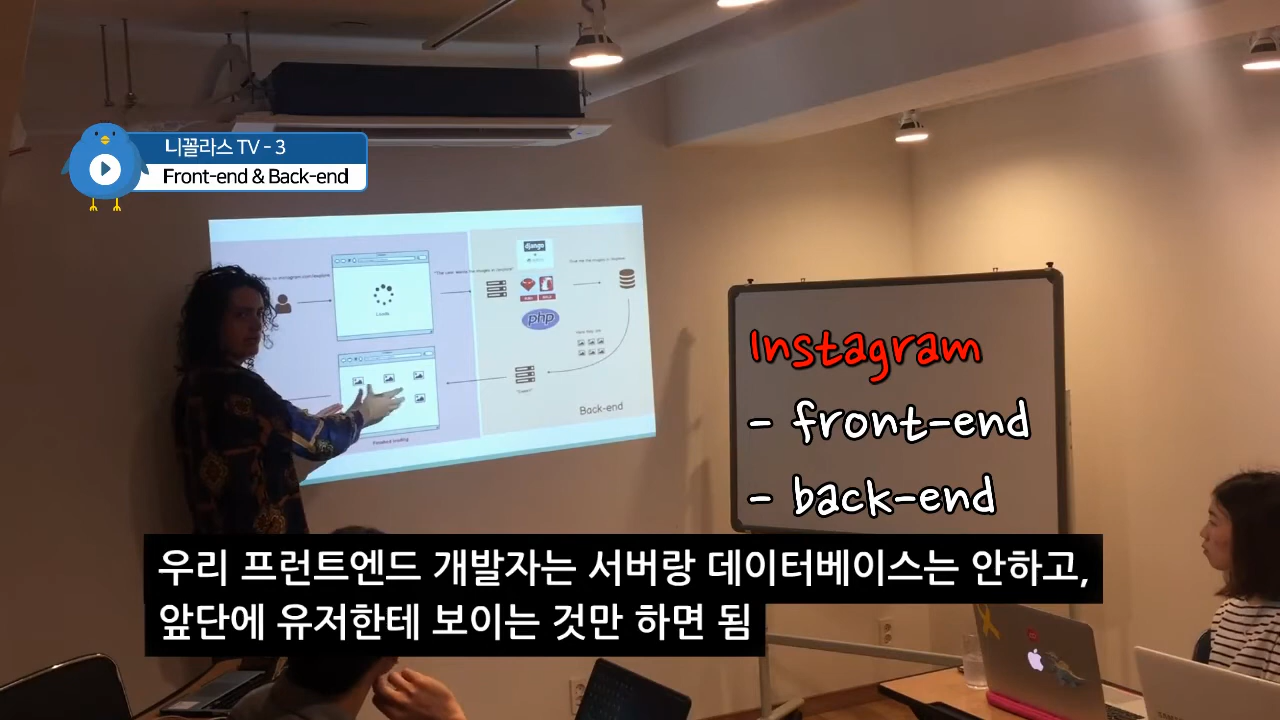 니꼴라스 TV - 3
Front-end & Back-end
django
php
Back-end
Instagram
- front-end
- back-end
우리 프런트엔드 개발자는 서버랑 데이터베이스는 안하고,
앞단에 유저한테 보이는 것만 하면 됨